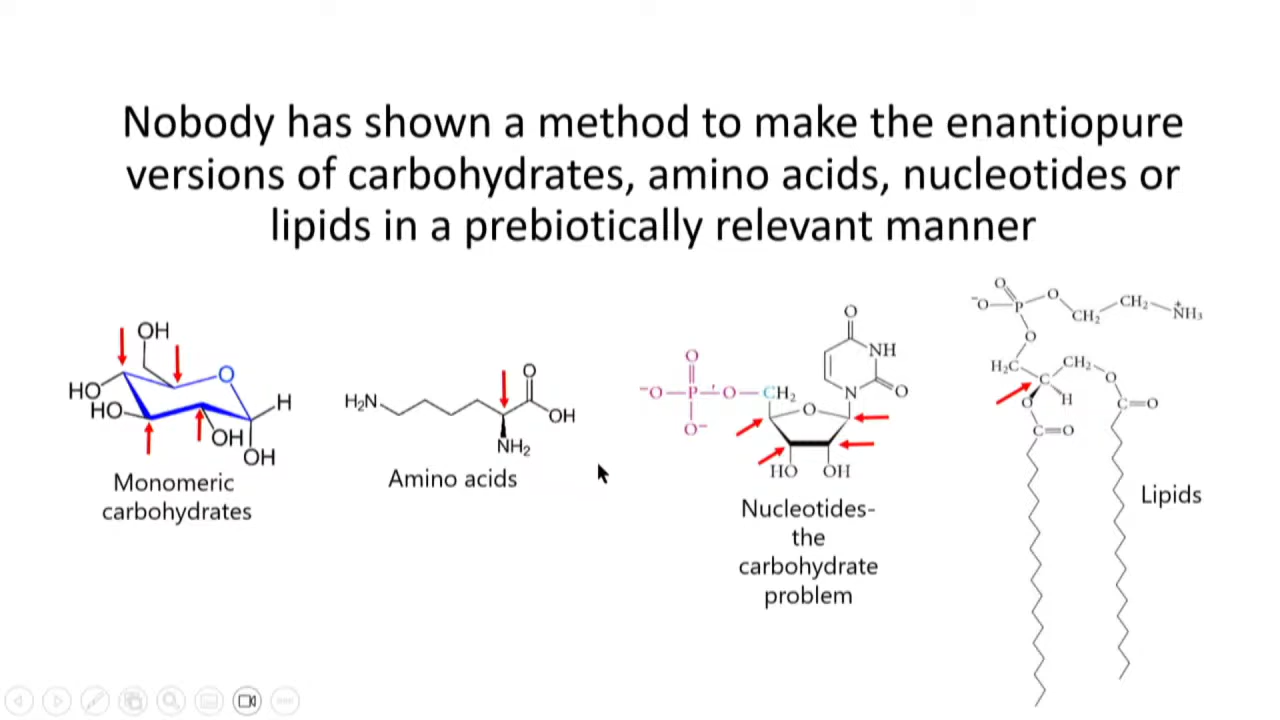 Nobody has shown a method to make the enantiopure
versions of carbohydrates, amino acids, nucleotides or
lipids in a prebiotically relevant manner
OH
O
HO
HO
H
OH
OH
Monomeric
carbohydrates
H₂N
O
OH
NH₂
Amino acids
O
⁻O—P—O—CH₂
O⁻
O
NH
N
O
O
HO OH
Nucleotides-
the
carbohydrate
problem
O
⁻O—P
O
CH₂
CH₂
N⁺H₃
O
H₂C
CH₂
O
C
H
O
C=O
C=O
Lipids